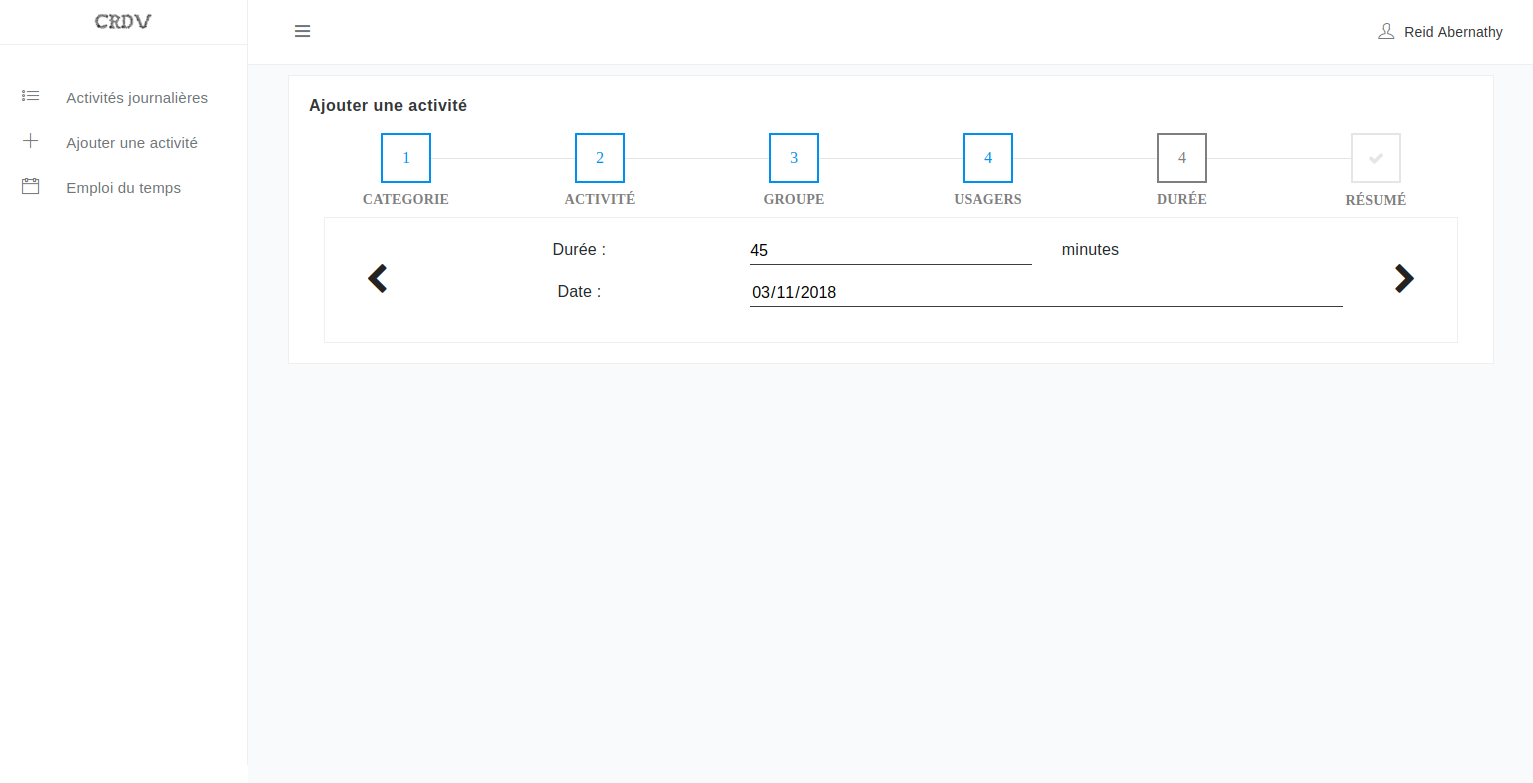 CRDV
Reid Abernathy
Activités journalières
Ajouter une activité
Emploi du temps
Ajouter une activité
1 2 3 4 4
CATEGORIE ACTIVITÉ GROUPE USAGERS DURÉE RÉSUMÉ
Durée : 45 minutes
Date : 03/11/2018